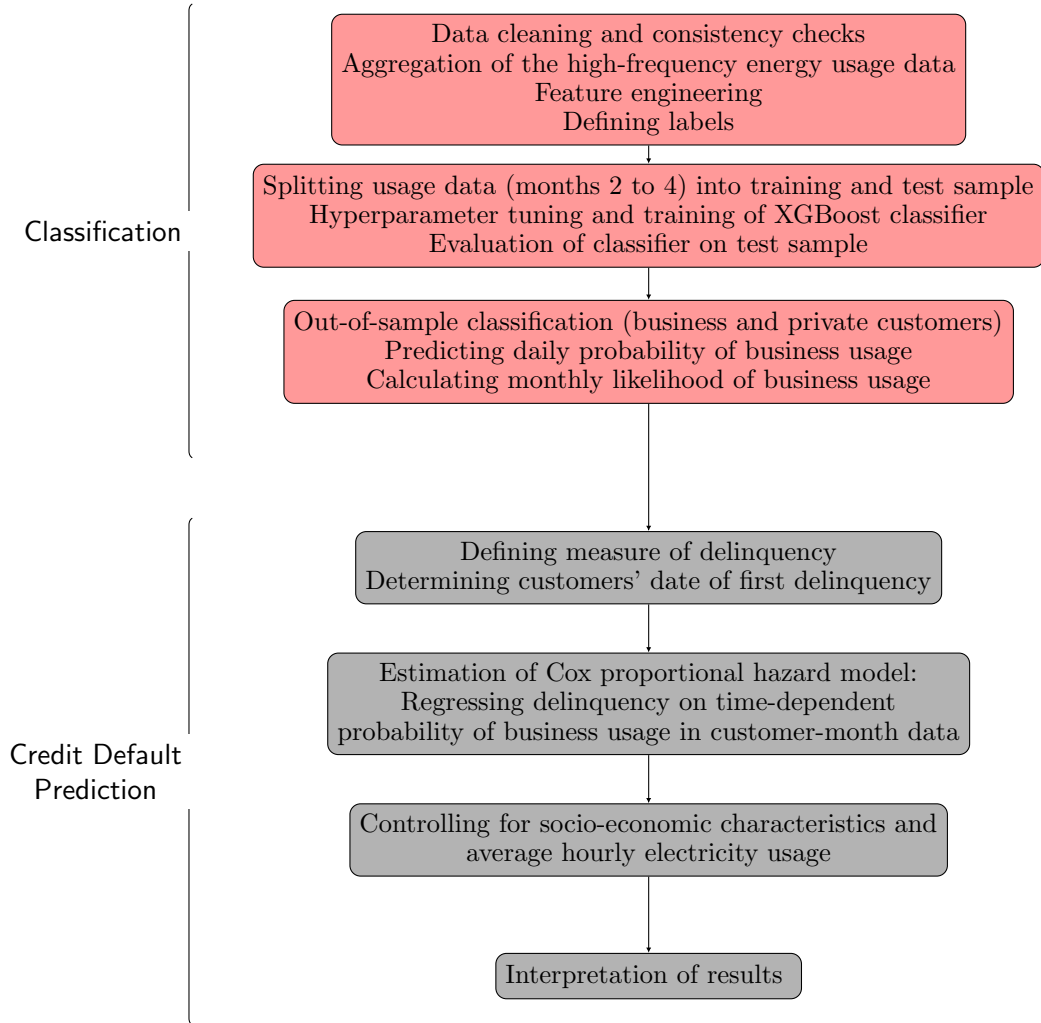 Data cleaning and consistency checks
Aggregation of the high-frequency energy usage data
Feature engineering
Defining labels
Splitting usage data (months 2 to 4) into training and test sample
Hyperparameter tuning and training of XGBoost classifier
Evaluation of classifier on test sample
Classification
Out-of-sample classification (business and private customers)
Predicting daily probability of business usage
Calculating monthly likelihood of business usage
Defining measure of delinquency
Determining customers’ date of first delinquency
Estimation of Cox proportional hazard model:
Regressing delinquency on time-dependent
probability of business usage in customer-month data
Credit Default
Prediction
Controlling for socio-economic characteristics and
average hourly electricity usage
Interpretation of results